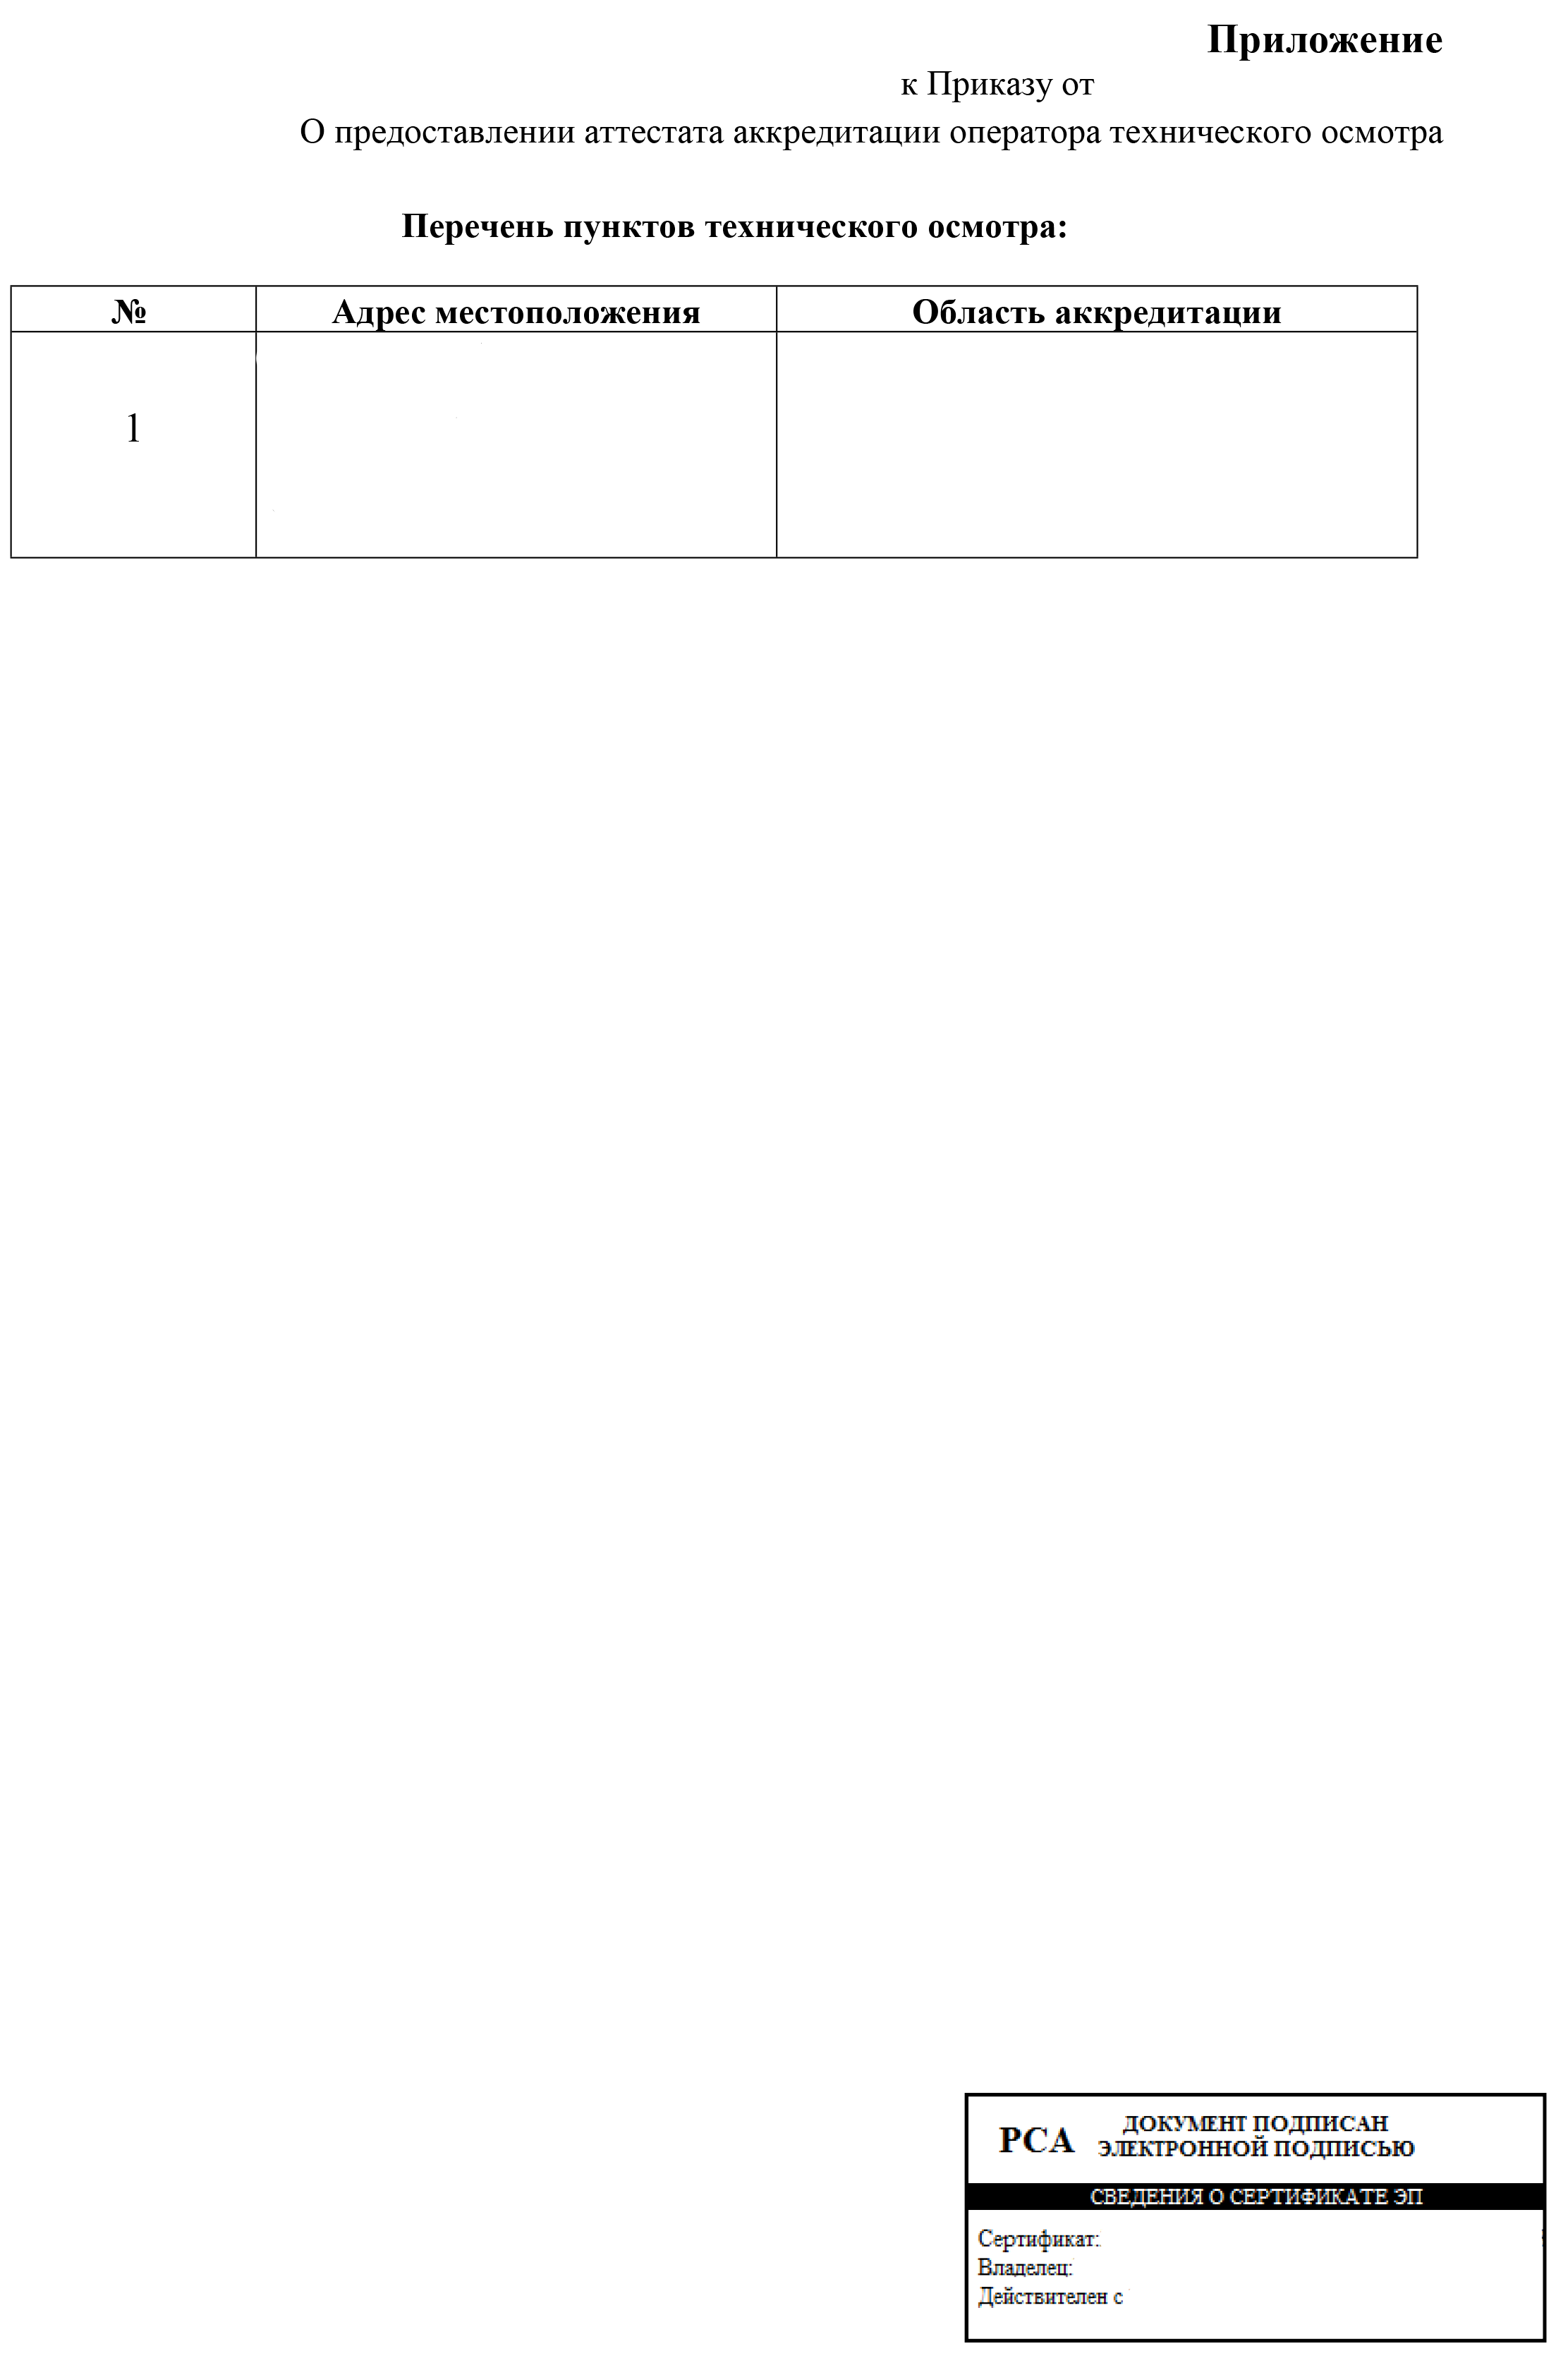 Приложение
к Приказу от
О предоставлении аттестата аккредитации оператора технического осмотра
Перечень пунктов технического осмотра:
№ Адрес местоположения Область аккредитации
1
РСА
ДОКУМЕНТ ПОДПИСАН
ЭЛЕКТРОННОЙ ПОДПИСЬЮ
СВЕДЕНИЯ О СЕРТИФИКАТЕ ЭП
Сертификат:
Владелец:
Действителен с